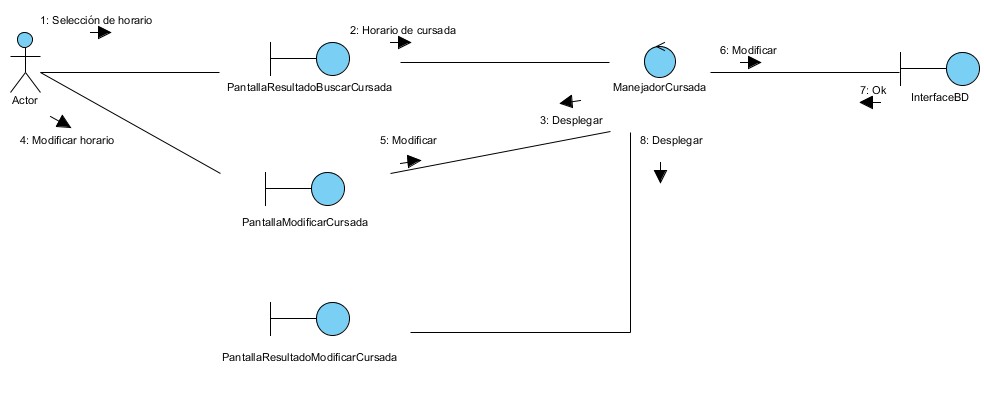 1: Selección de horario
2: Horario de cursada
6: Modificar
PantallaResultadoBuscarCursada
ManejadorCursada
7: Ok
InterfaceBD
Actor
3: Desplegar
4: Modificar horario
5: Modificar
8: Desplegar
PantallaModificarCursada
PantallaResultadoModificarCursada